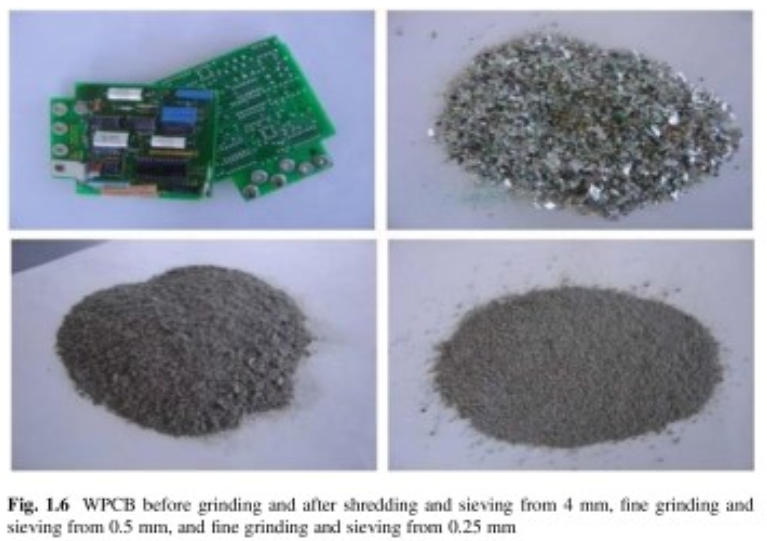 Fig. 1.6 WPCB before grinding and after shredding and sieving from 4 mm, fine grinding and
sieving from 0.5 mm, and fine grinding and sieving from 0.25 mm